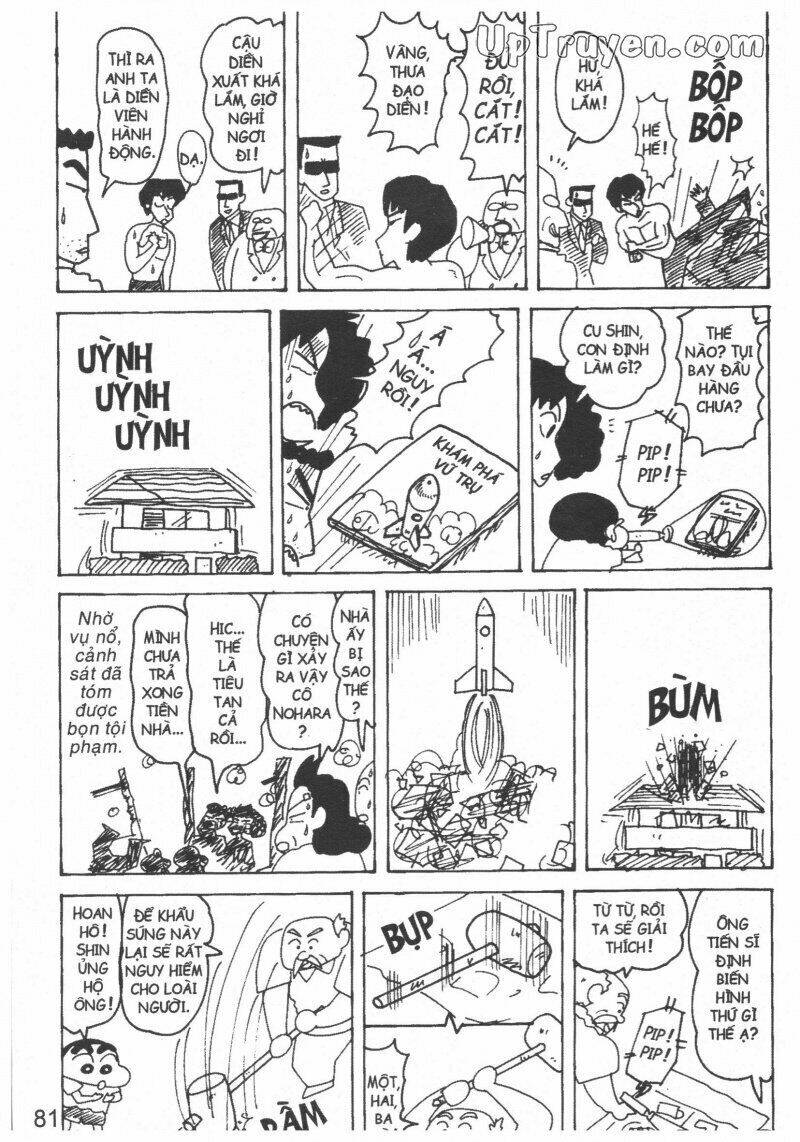 UpTruyen.com
BỐP
BỐP
HẾ
HẾ!
HỪ,
KHÁ
LẮM!
ĐỦ
RỒI,
CẮT!
CẮT!
VÂNG,
THƯA
ĐẠO
DIỄN!
CẬU
DIỄN
XUẤT KHÁ
LẮM, GIỜ
NGHỈ
NGƠI
ĐI!
DẠ.
THÌ RA
ANH TA
LÀ DIỄN
VIÊN
HÀNH
ĐỘNG.
THẾ
NÀO? TỤI
BAY ĐẦU
HÀNG
CHƯA?
CU SHIN,
CON ĐỊNH
LÀM GÌ?
PIP!
PIP!
À
À...
NGUY
RỒI!
KHÁM PHÁ
VŨ TRỤ
UỲNH
UỲNH
UỲNH
BÙM
NHÀ
ẤY
BỊ
SAO
THẾ
?
CÓ
CHUYỆN
GÌ XẢY
RA VẬY
CÔ
NOHARA
?
HIC...
THẾ
LÀ
TIÊU
TAN
CẢ
RỒI...
MÌNH
CHƯA
TRẢ
XONG
TIỀN
NHÀ...
Nhờ
vụ nổ,
cảnh
sát đã
tóm
được
bọn tội
phạm.
ÔNG
TIẾN SĨ
ĐỊNH
BIẾN
HÌNH
THỨ GÌ
THẾ Ạ?
TỪ TỪ, RỒI
TA SẼ GIẢI
THÍCH!
PIP!
PIP!
BỤP
MỘT,
HAI,
BA
ĐỂ KHẨU
SÚNG NÀY
LẠI SẼ RẤT
NGUY HIỂM
CHO LOÀI
NGƯỜI.
RẦM
HOAN
HÔ!
SHIN
ỦNG
HỘ
ÔNG!
81